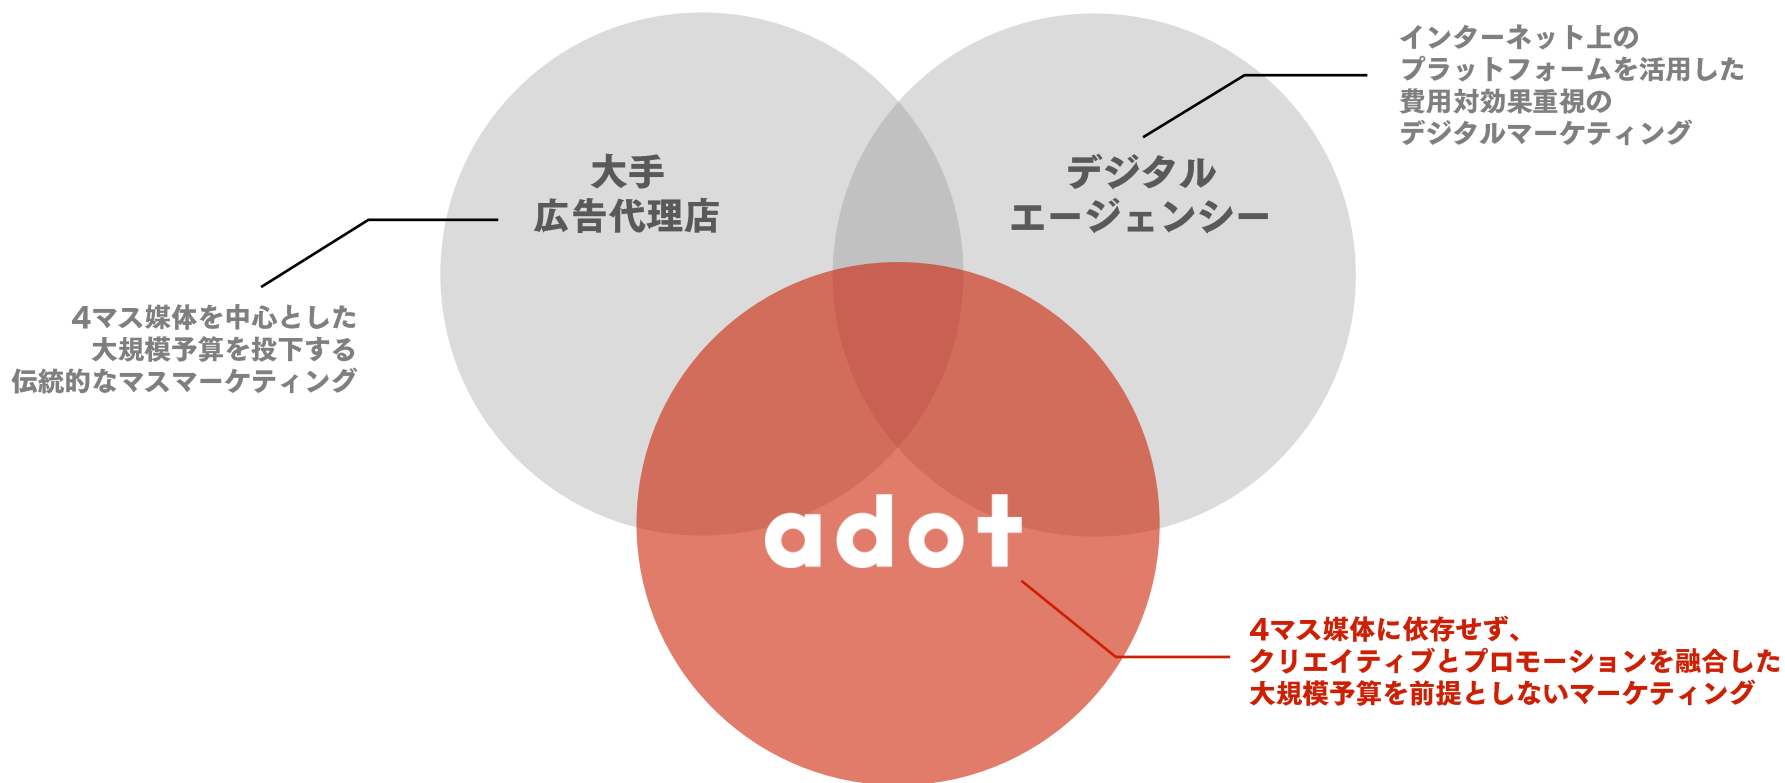 インターネット上の
プラットフォームを活用した
費用対効果重視の
デジタルマーケティング
大手
広告代理店
デジタル
エージェンシー
4マス媒体を中心とした
大規模予算を投下する
伝統的なマスマーケティング
adot
4マス媒体に依存せず、
クリエイティブとプロモーションを融合した
大規模予算を前提としないマーケティング